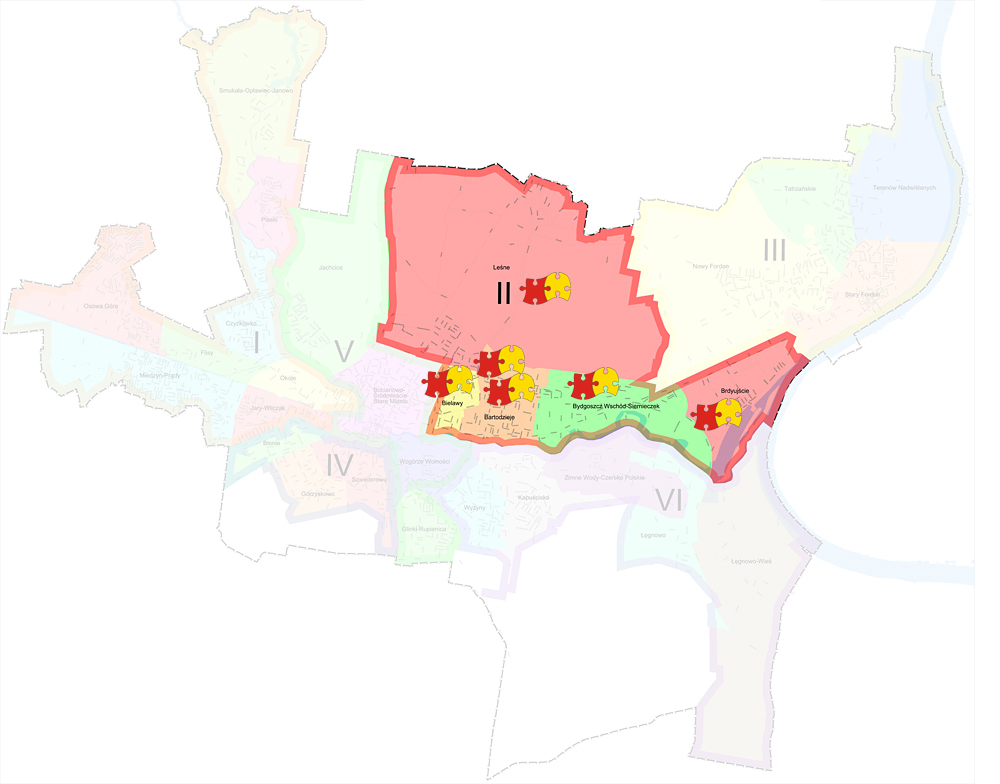 Smukała-Opławiec-Janowo
Piaski
Tatrzańskie
Terenów Nadwiślanych
Jachcice
Leśne
Nowy Fordon
III
II
Stary Fordon
Osowa Góra
Czyżkówko
I
V
Flisy
Miedzyń-Prądy
Okole
Brdyujście
Bielawy
Bartodzieje
Bydgoszcz Wschód-Siernieczek
Jary-Wilczak
Błonie
IV
Wzgórze Wolności
Szwederowo
Górzyskowo
Zimne Wody-Czersko Polskie
Kapuściska
VI
Wyżyny
Glinki-Rupienica
Łęgnowo
Łęgnowo-Wieś